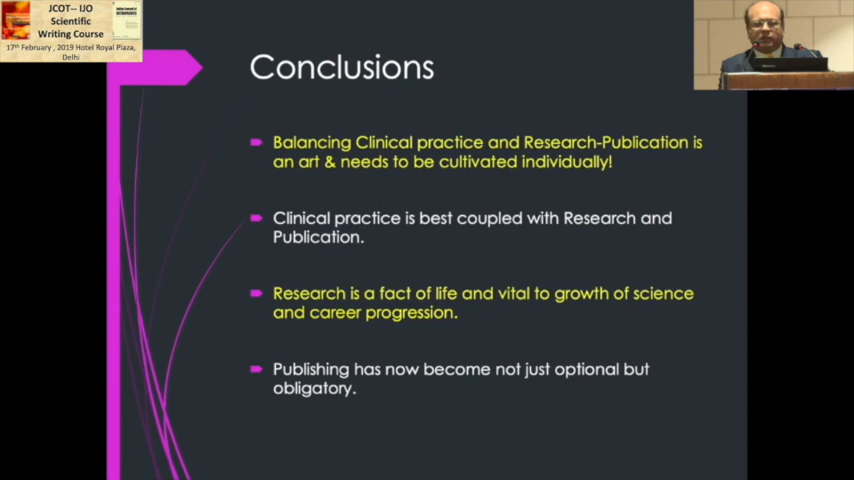 JCOT-- IJO
Scientific
Writing Course
17th February , 2019 Hotel Royal Plaza,
Delhi
Conclusions
Balancing Clinical practice and Research-Publication is
an art & needs to be cultivated individually!
Clinical practice is best coupled with Research and
Publication.
Research is a fact of life and vital to growth of science
and career progression.
Publishing has now become not just optional but
obligatory.